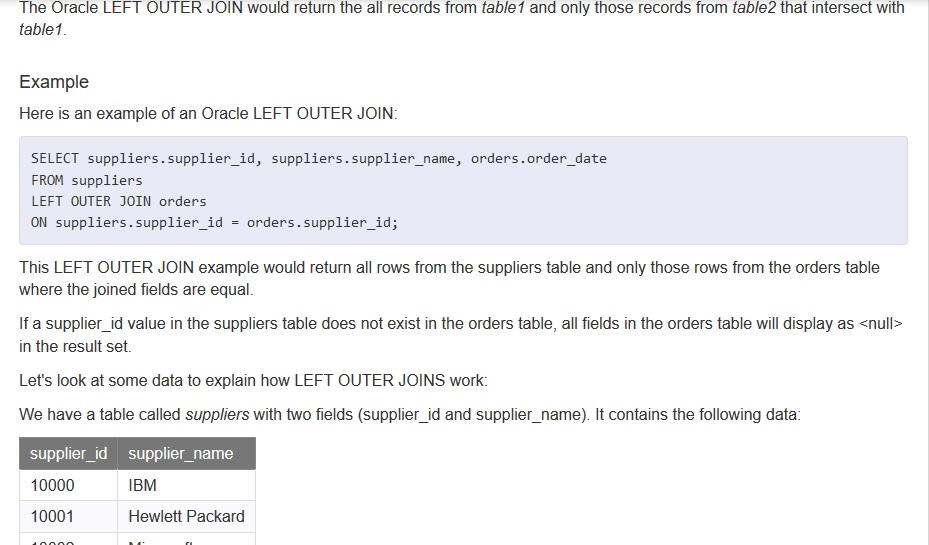 The Oracle LEFT OUTER JOIN would return the all records from table1 and only those records from table2 that intersect with
table1.
Example
Here is an example of an Oracle LEFT OUTER JOIN:
SELECT suppliers.supplier_id, suppliers.supplier_name, orders.order_date
FROM suppliers
LEFT OUTER JOIN orders
ON suppliers.supplier_id = orders.supplier_id;
This LEFT OUTER JOIN example would return all rows from the suppliers table and only those rows from the orders table
where the joined fields are equal.
If a supplier_id value in the suppliers table does not exist in the orders table, all fields in the orders table will display as <null>
in the result set.
Let's look at some data to explain how LEFT OUTER JOINS work:
We have a table called suppliers with two fields (supplier_id and supplier_name). It contains the following data:
supplier_id supplier_name
10000 IBM
10001 Hewlett Packard